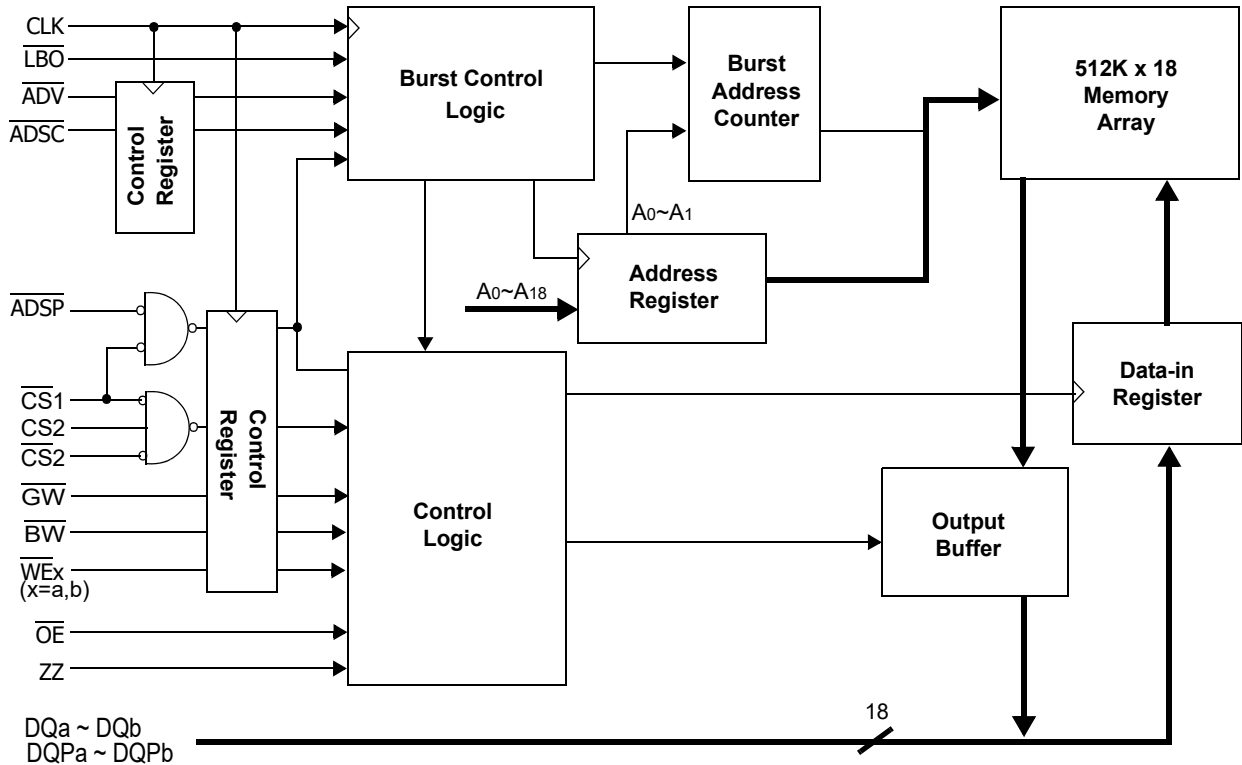 CLK
LBO
ADV
ADSC
Control
Register
Burst Control
Logic
Burst
Address
Counter
512K x 18
Memory
Array
A0~A1
Address
Register
A0~A18
ADSP
CS1
CS2
CS2
GW
BW
WEx
(x=a,b)
OE
ZZ
Control
Register
Control
Logic
Data-in
Register
Output
Buffer
DQa ~ DQb
DQPa ~ DQPb
18